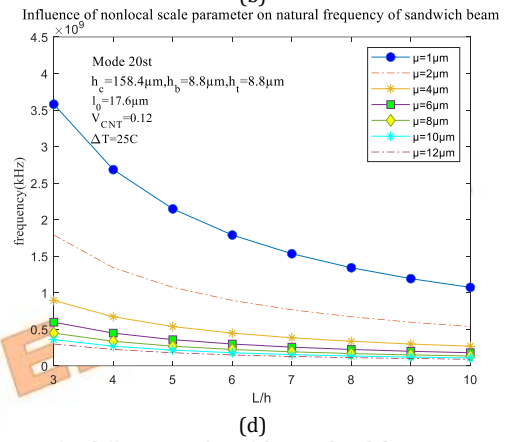 (b)
Influence of nonlocal scale parameter on natural frequency of sandwich beam
×10^9
4.5
4
3.5
3
2.5
2
1.5
1
0.5
0
frequency(kHz)
Mode 20st
h_c=158.4μm,h_b=8.8μm,h_t=8.8μm
l_0=17.6μm
V_CNT=0.12
ΔT=25C
μ=1μm
μ=2μm
μ=4μm
μ=6μm
μ=8μm
μ=10μm
μ=12μm
3 4 5 6 7 8 9 10
L/h
(d)